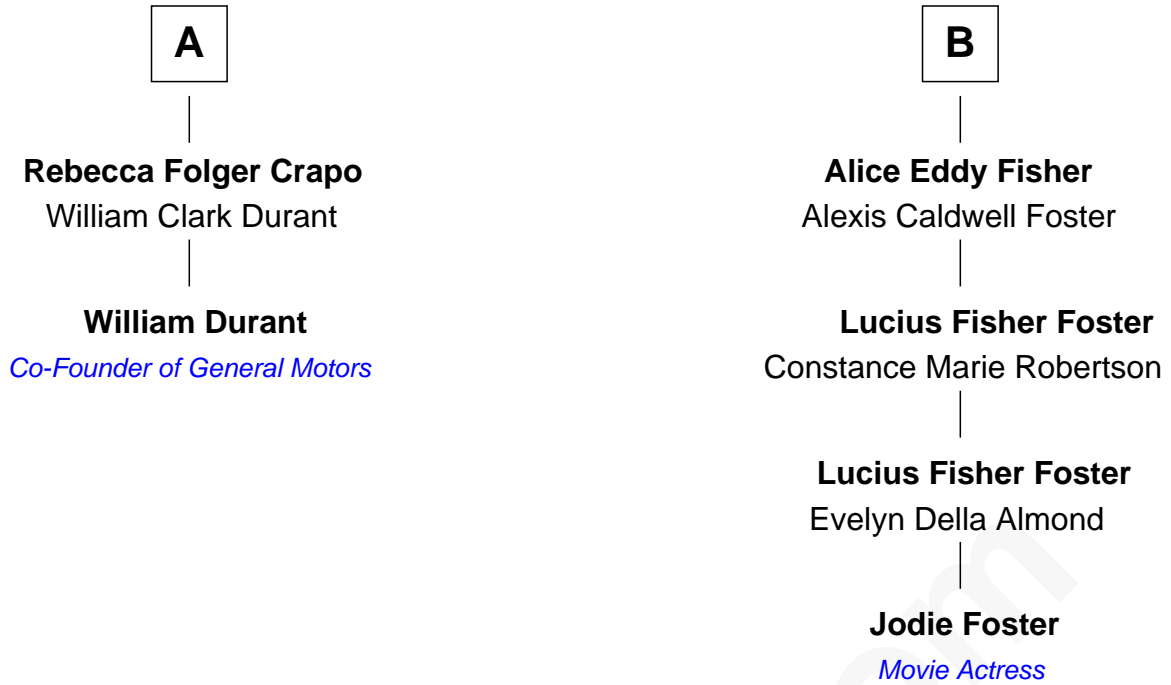 A
Rebecca Folger Crapo
William Clark Durant
William Durant
Co-Founder of General Motors
B
Alice Eddy Fisher
Alexis Caldwell Foster
Lucius Fisher Foster
Constance Marie Robertson
Lucius Fisher Foster
Evelyn Della Almond
Jodie Foster
Movie Actress